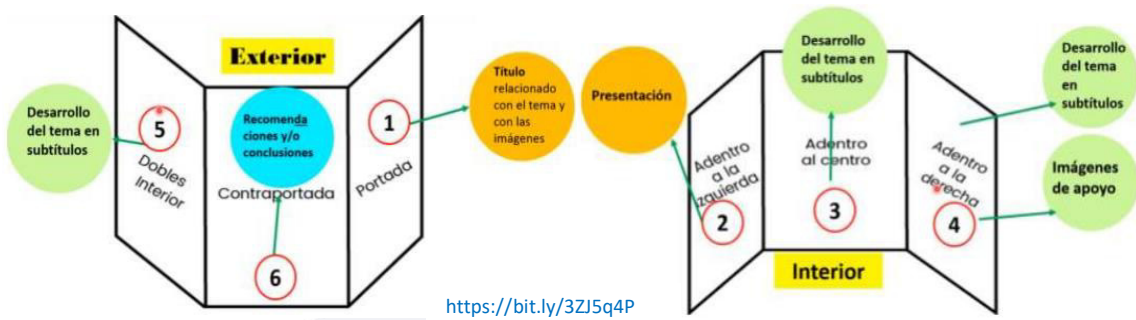 Exterior
Desarrollo
del tema en
subtítulos
5
Dobles
Interior
Recomenda
ciones y/o
conclusiones
Contraportada
6
1
Portada
Título
relacionado
con el tema y
con las
imágenes
Presentación
Adentro
a la
izquierda
2
Desarrollo
del tema en
subtítulos
Adentro
al centro
3
Adentro
a la
derecha
4
Desarrollo
del tema
en
subtítulos
Imágenes
de apoyo
Interior
https://bit.ly/3ZJ5q4P